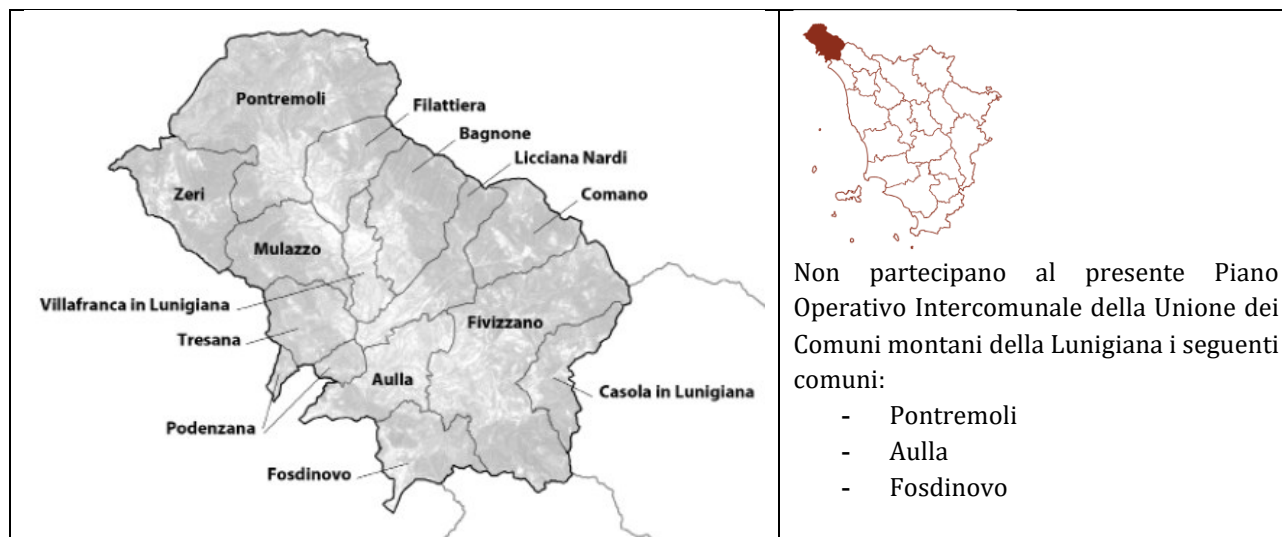 Pontremoli
Filattiera
Bagnone
Licciana Nardi
Comano
Zeri
Mulazzo
Villafranca in Lunigiana
Tresana
Fivizzano
Aulla
Casola in Lunigiana
Podenzana
Fosdinovo
Non partecipano al presente Piano
Operativo Intercomunale della Unione dei
Comuni montani della Lunigiana i seguenti
comuni:
- Pontremoli
- Aulla
- Fosdinovo